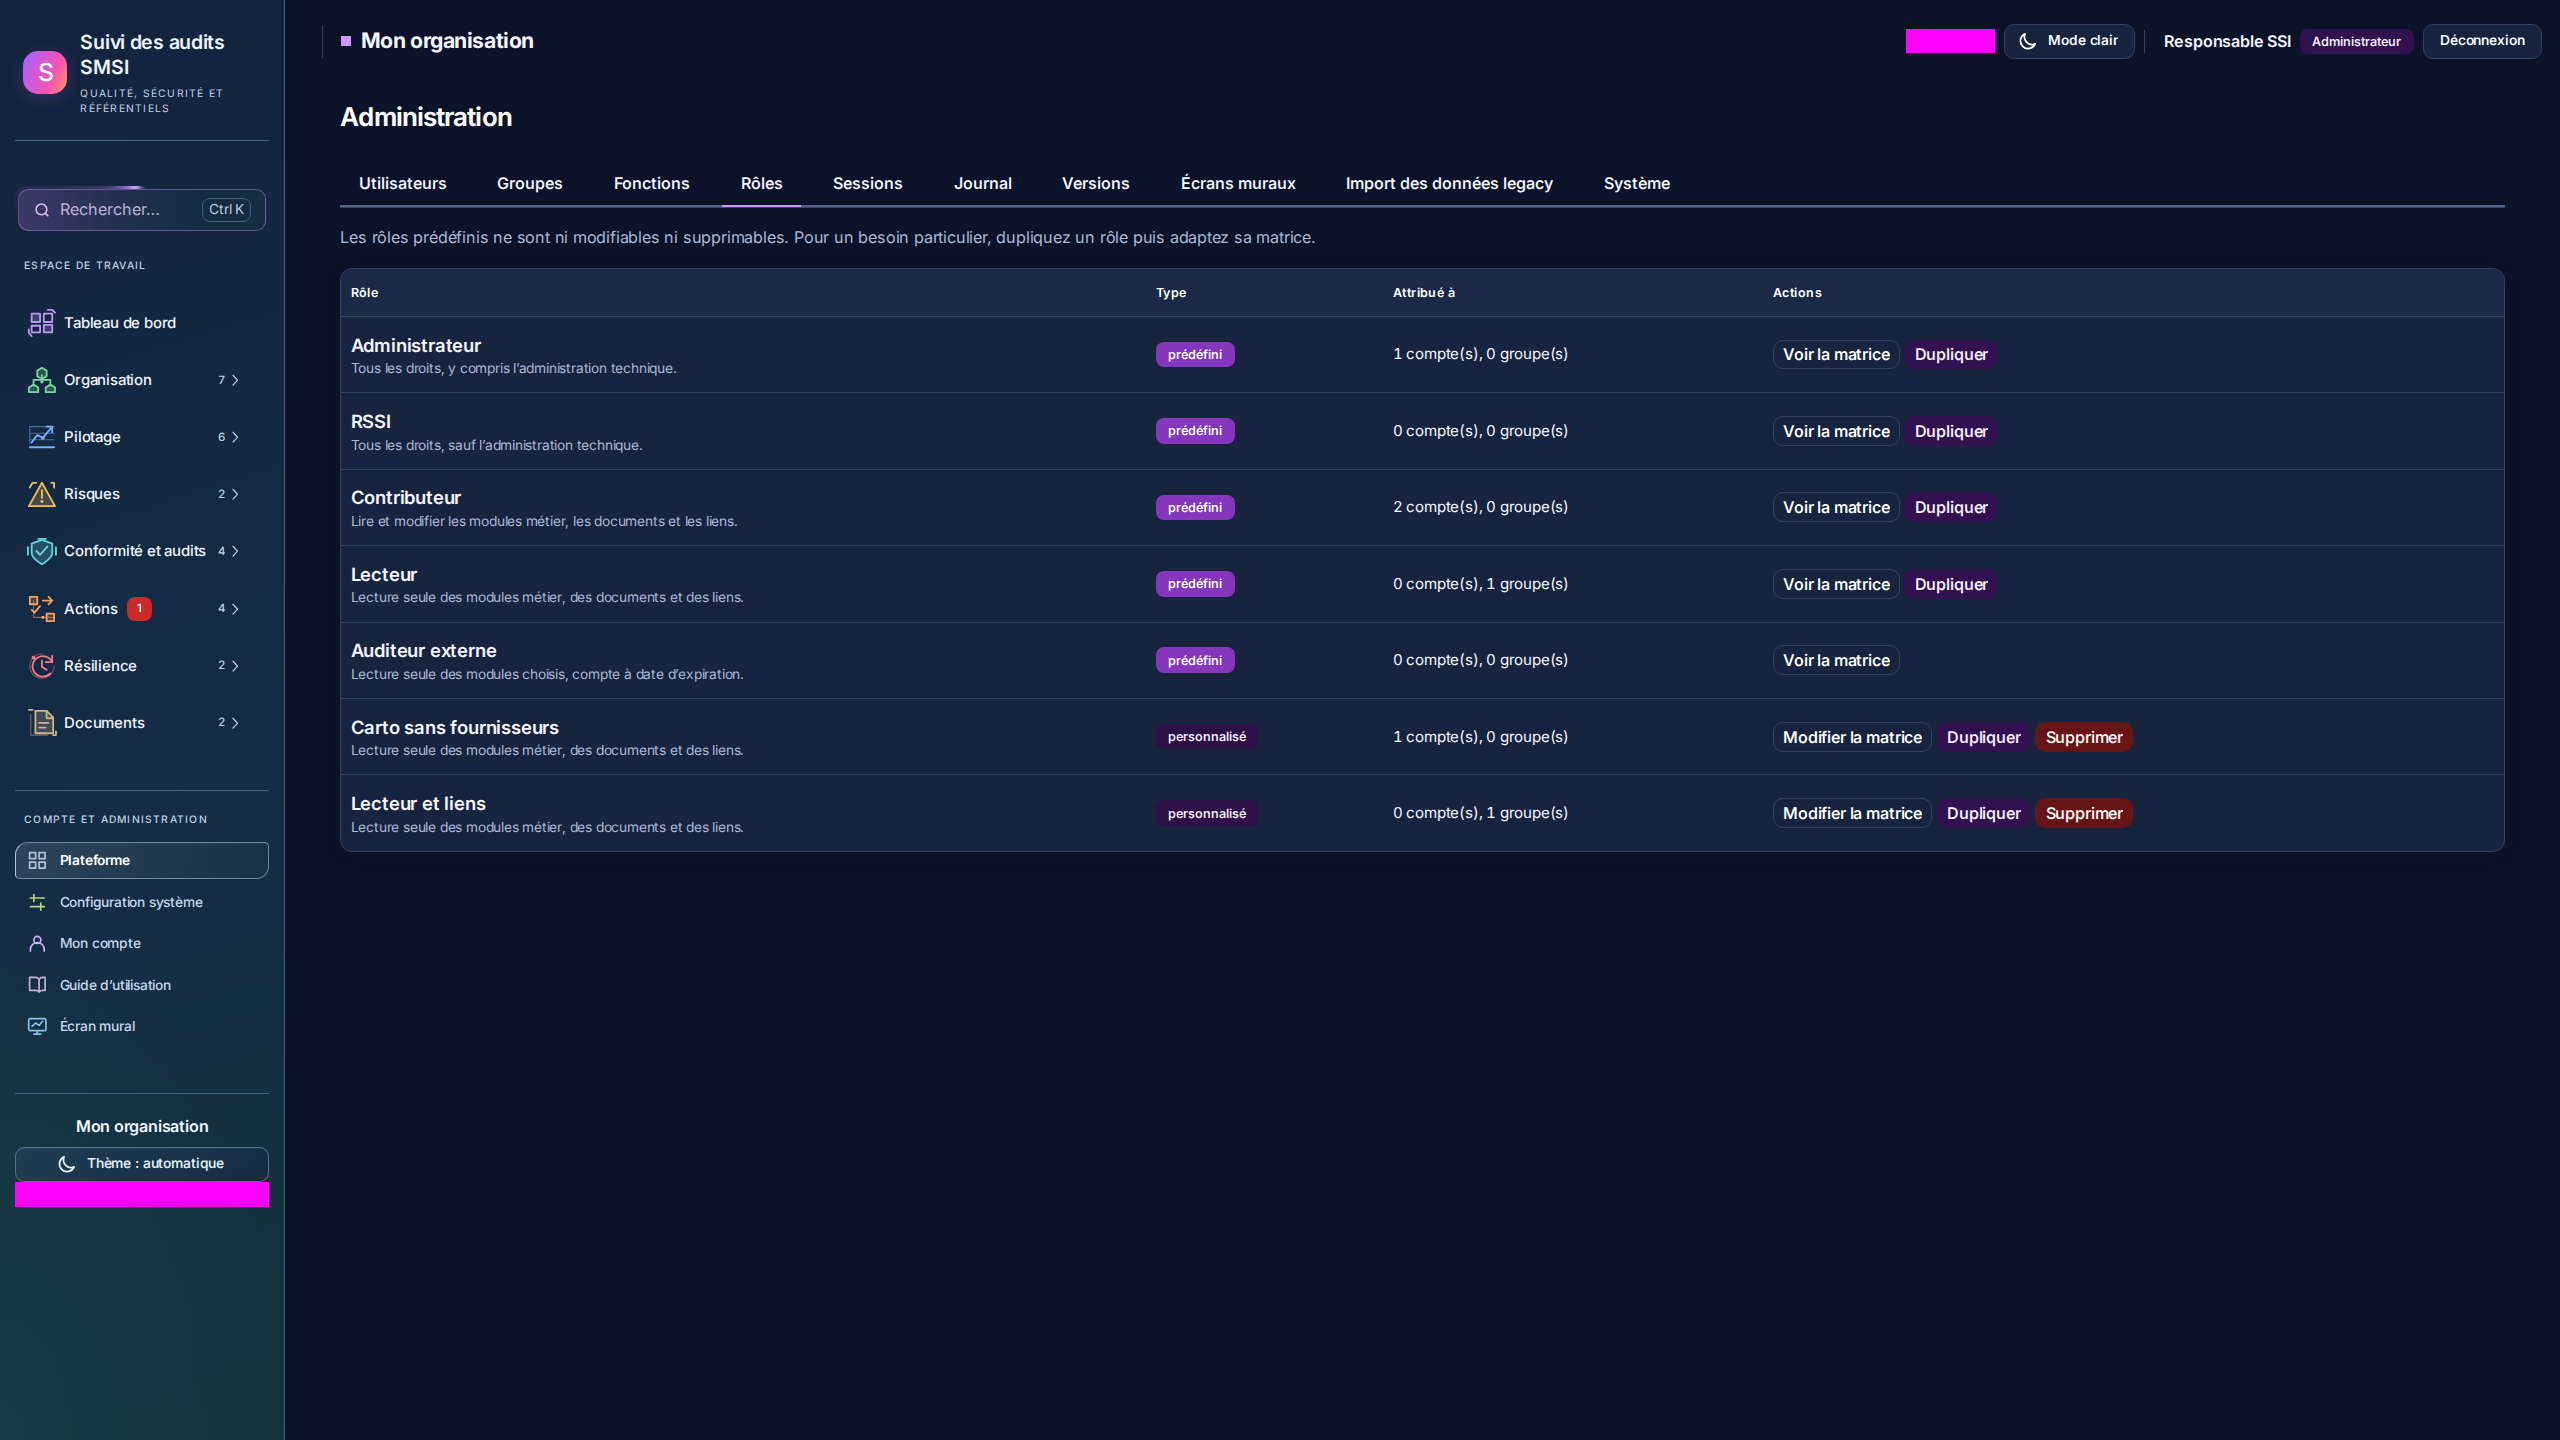 Suivi des audits
SMSI
QUALITÉ, SÉCURITÉ ET
RÉFÉRENTIELS
S
Rechercher...
Ctrl K
ESPACE DE TRAVAIL
Tableau de bord
Organisation 7
Pilotage 6
Risques 2
Conformité et audits 4
Actions 1 4
Résilience 2
Documents 2
COMPTE ET ADMINISTRATION
Plateforme
Configuration système
Mon compte
Guide d’utilisation
Écran mural
Mon organisation
Thème : automatique
Mon organisation
Mode clair
Responsable SSI
Administrateur
Déconnexion
Administration
Utilisateurs Groupes Fonctions Rôles Sessions Journal Versions Écrans muraux Import des données legacy Système
Les rôles prédéfinis ne sont ni modifiables ni supprimables. Pour un besoin particulier, dupliquez un rôle puis adaptez sa matrice.
Rôle Type Attribué à Actions
Administrateur
Tous les droits, y compris l’administration technique.
prédéfini 1 compte(s), 0 groupe(s) Voir la matrice Dupliquer
RSSI
Tous les droits, sauf l’administration technique.
prédéfini 0 compte(s), 0 groupe(s) Voir la matrice Dupliquer
Contributeur
Lire et modifier les modules métier, les documents et les liens.
prédéfini 2 compte(s), 0 groupe(s) Voir la matrice Dupliquer
Lecteur
Lecture seule des modules métier, des documents et des liens.
prédéfini 0 compte(s), 1 groupe(s) Voir la matrice Dupliquer
Auditeur externe
Lecture seule des modules choisis, compte à date d’expiration.
prédéfini 0 compte(s), 0 groupe(s) Voir la matrice
Carto sans fournisseurs
Lecture seule des modules métier, des documents et des liens.
personnalisé 1 compte(s), 0 groupe(s) Modifier la matrice Dupliquer Supprimer
Lecteur et liens
Lecture seule des modules métier, des documents et des liens.
personnalisé 0 compte(s), 1 groupe(s) Modifier la matrice Dupliquer Supprimer